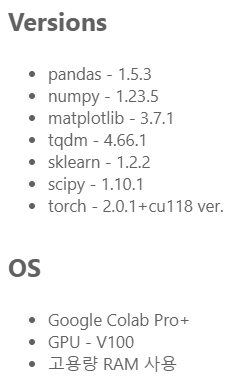 Versions
pandas - 1.5.3
numpy - 1.23.5
matplotlib - 3.7.1
tqdm - 4.66.1
sklearn - 1.2.2
scipy - 1.10.1
torch - 2.0.1+cu118 ver.
OS
Google Colab Pro+
GPU - V100
고용량 RAM 사용